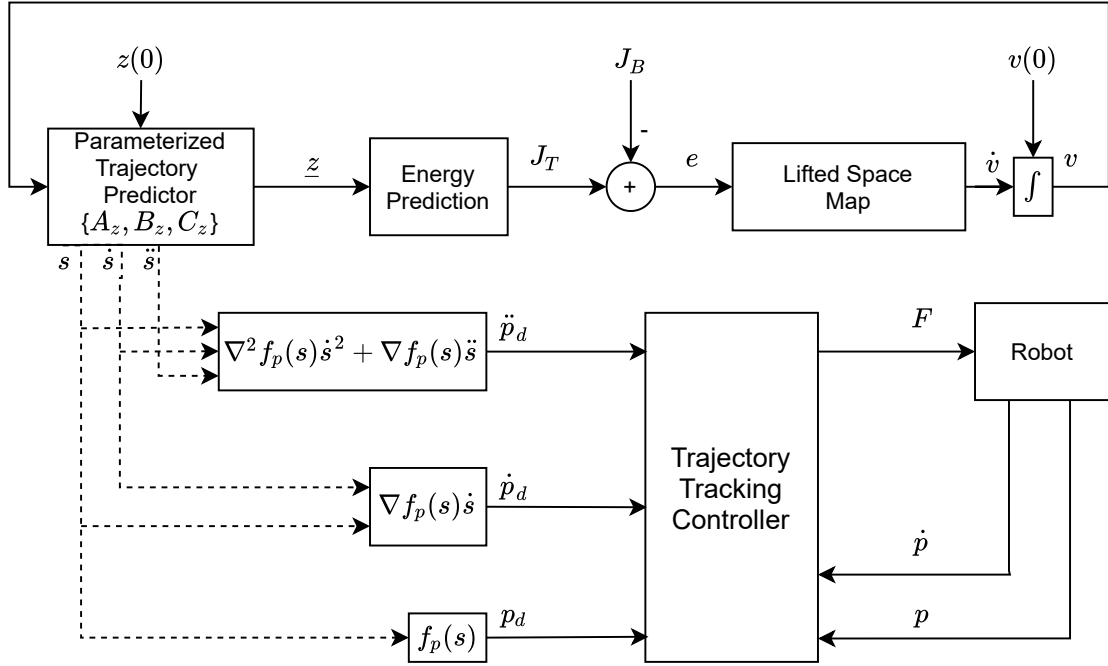 z(0)
J_B
v(0)
-
Parameterized
Trajectory
Predictor
{A_z, B_z, C_z}
z̲
Energy
Prediction
J_T
+
e
Lifted Space
Map
v̇
∫
v
s ṡ s̈
∇²f_p(s)ṡ² + ∇f_p(s)s̈
p̈_d
F
Robot
∇f_p(s)ṡ
ṗ_d
Trajectory
Tracking
Controller
ṗ
f_p(s)
p_d
p